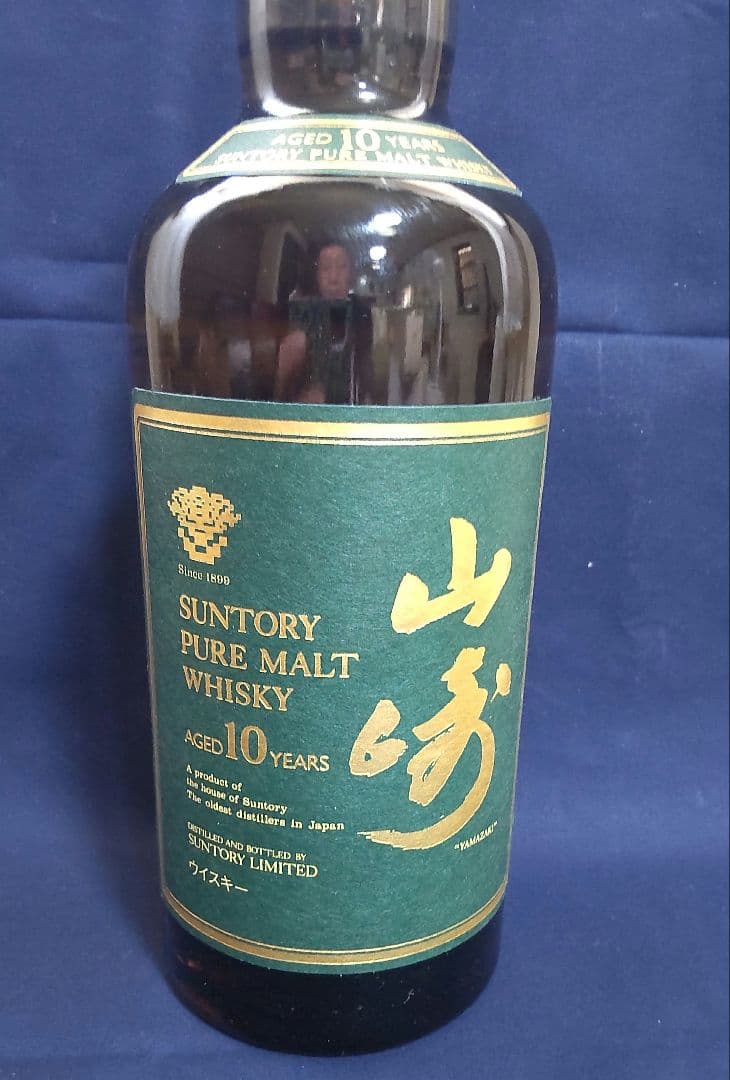 AGED 10 YEARS
SUNTORY PURE MALT WHISKY
Since 1899
SUNTORY
PURE MALT
WHISKY
AGED 10 YEARS
A product of
the house of Suntory
The oldest distillers in Japan
DISTILLED AND BOTTLED BY
SUNTORY LIMITED
ウイスキー
山崎
"YAMAZAKI"